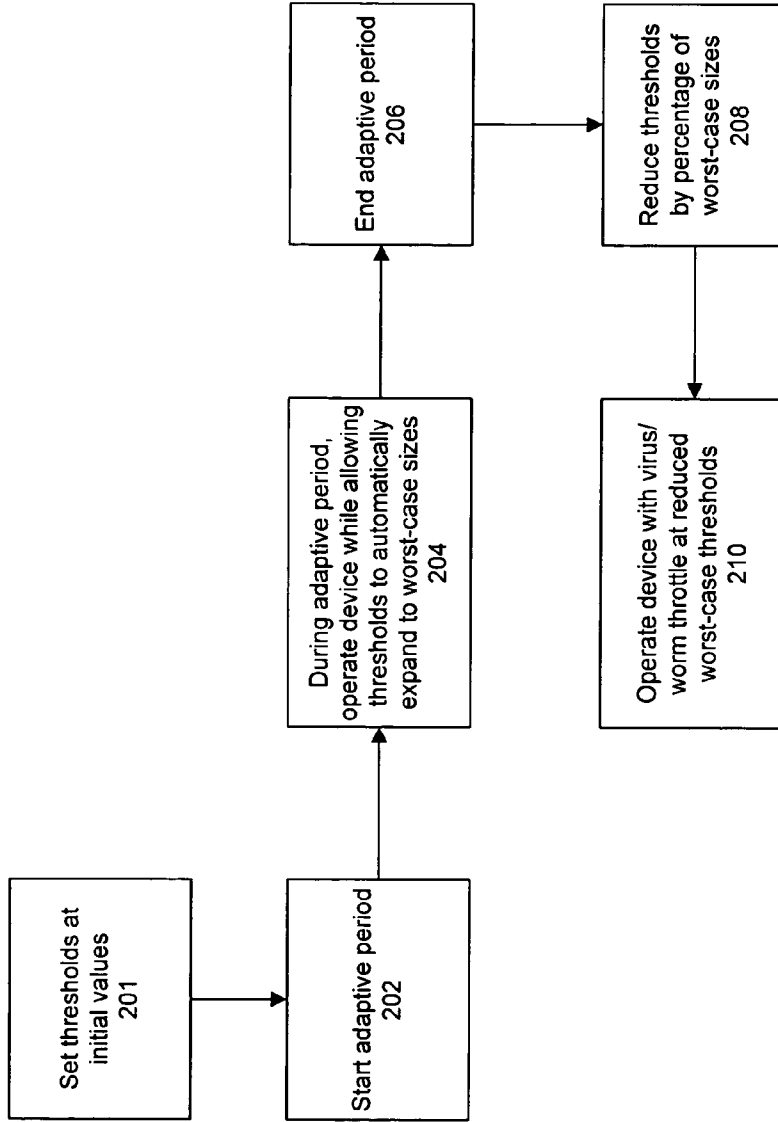 Set thresholds at
initial values
201
Start adaptive period
202
During adaptive period,
operate device while allowing
thresholds to automatically
expand to worst-case sizes
204
End adaptive period
206
Reduce thresholds
by percentage of
worst-case sizes
208
Operate device with virus/
worm throttle at reduced
worst-case thresholds
210